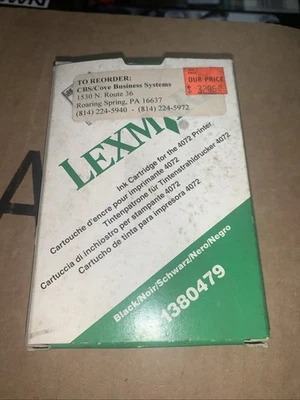 TO REORDER:
CBS/Cove Business Systems
1530 N. Route 36
Roaring Spring, PA 16637
(814) 224-5940 - (814) 224-5972
OUR PRICE
LEXM
Ink Cartridge for the 4072 Printer
Cartouche d'encre pour imprimante 4072
Tintenpatrone für Tintenstrahldrucker 4072
Cartuccia di inchiostro per stampante 4072
Cartucho de tinta para impresora 4072
Black/Noir/Schwarz/Nero/Negro
1380479